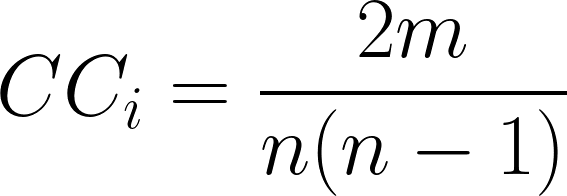 CC_i = \frac{2m}{n(n-1)}